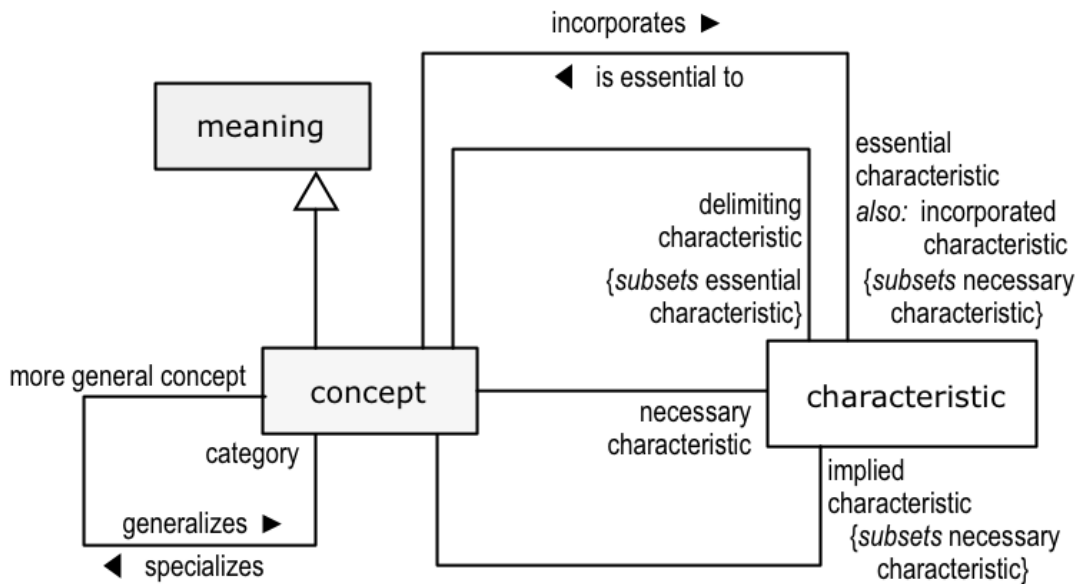 incorporates ►
◄ is essential to
meaning
essential
characteristic
also: incorporated
characteristic
{subsets necessary
characteristic}
delimiting
characteristic
{subsets essential
characteristic}
more general concept
concept
characteristic
necessary
characteristic
category
generalizes ►
◄ specializes
implied
characteristic
{subsets necessary
characteristic}